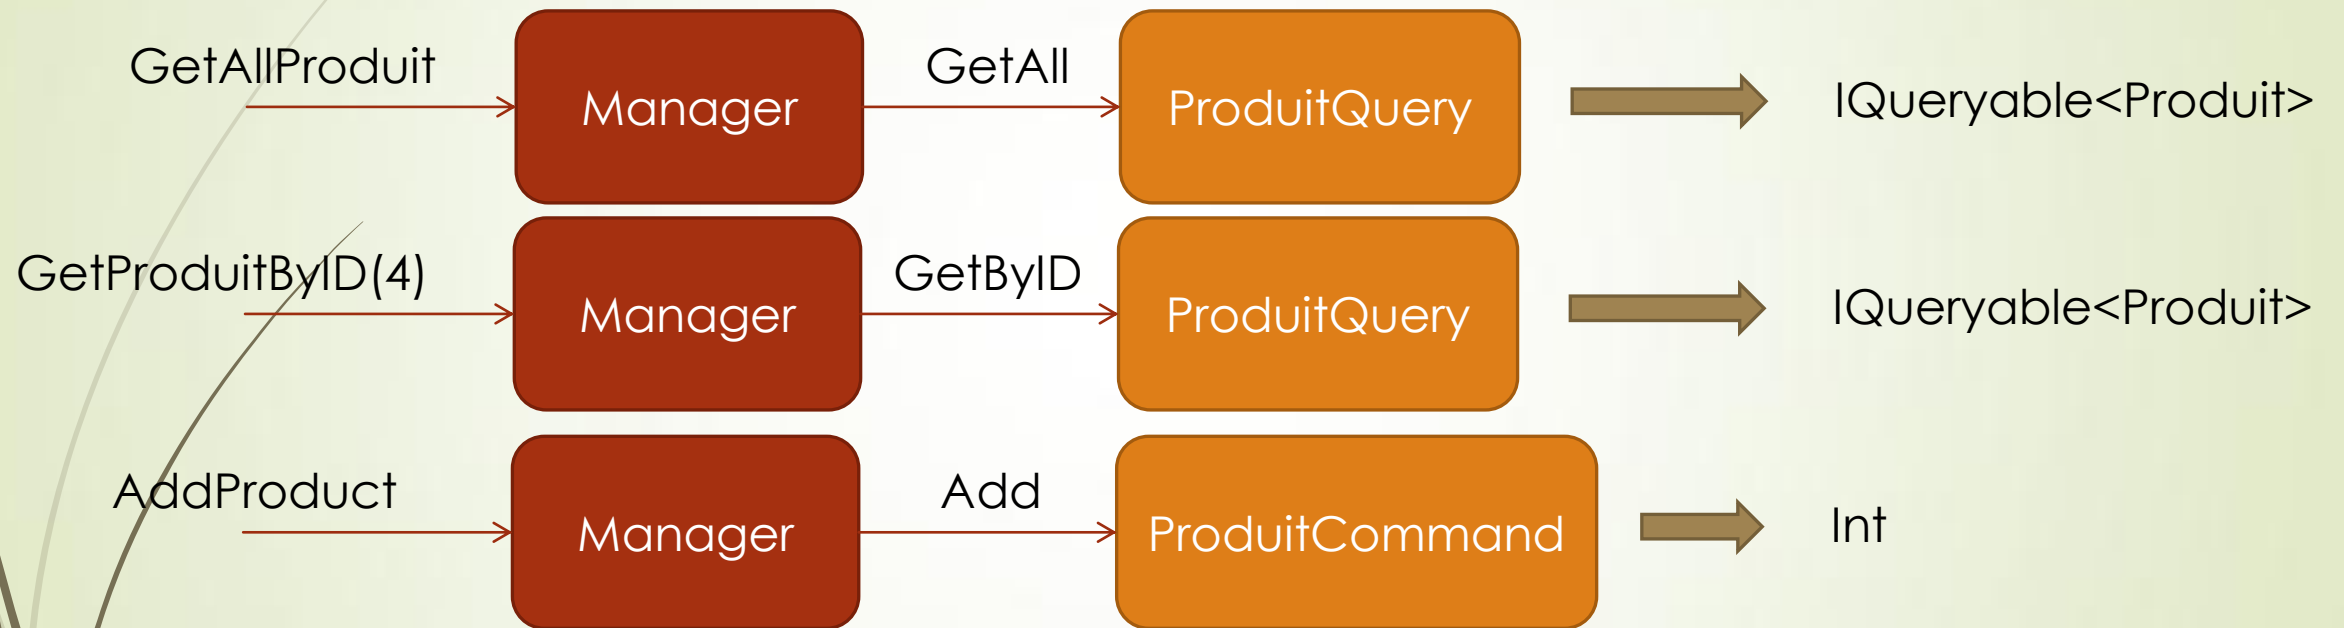 GetAllProduit
Manager
GetAll
ProduitQuery
IQueryable<Produit>
GetProduitByID(4)
Manager
GetByID
ProduitQuery
IQueryable<Produit>
AddProduct
Manager
Add
ProduitCommand
Int